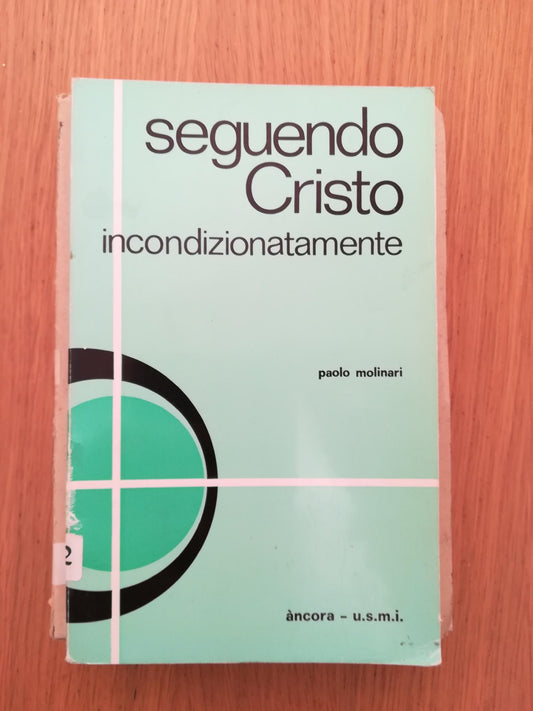 seguendo
Cristo
incondizionatamente
paolo molinari
2
àncora – u.s.m.i.